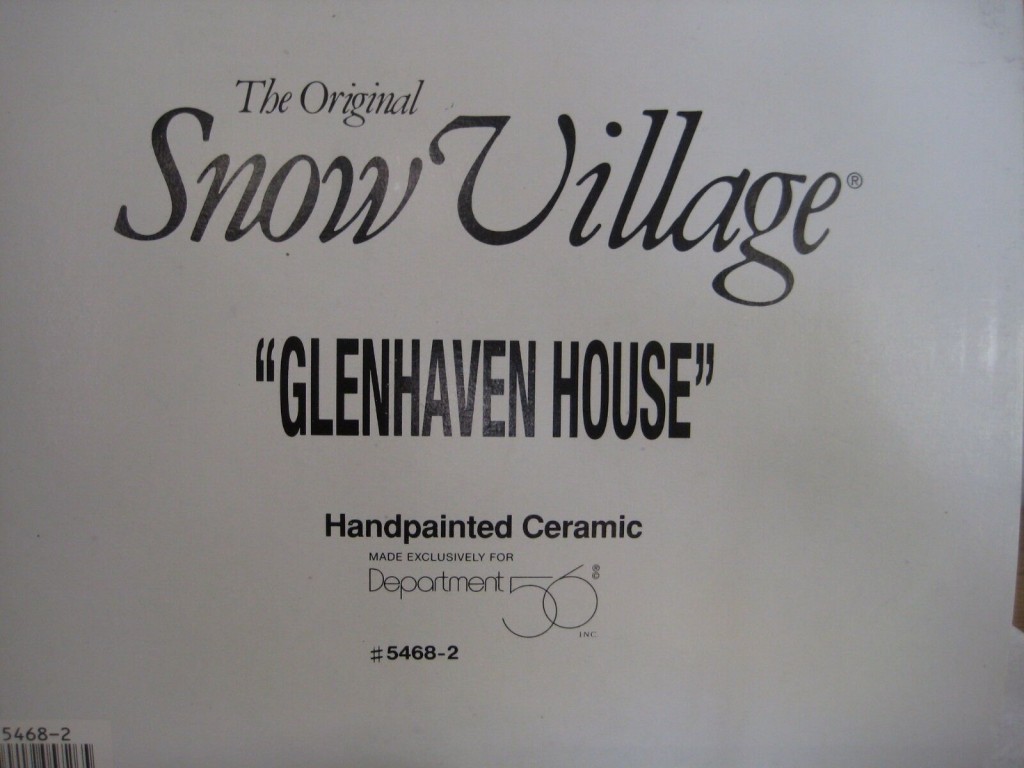 The Original
Snow Village®
“GLENHAVEN HOUSE”
Handpainted Ceramic
MADE EXCLUSIVELY FOR
Department 56 ®©
INC
#5468-2
5468-2